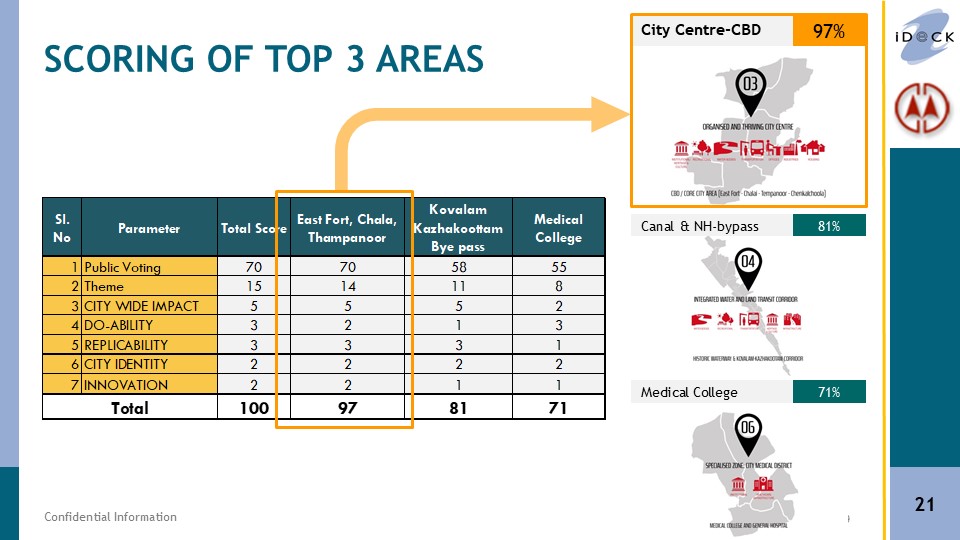 SCORING OF TOP 3 AREAS
Sl. No Parameter Total Score East Fort, Chala, Thampanoor Kovalam Kazhakoottam Bye pass Medical College
1 Public Voting 70 70 58 55
2 Theme 15 14 11 8
3 CITY WIDE IMPACT 5 5 5 2
4 DO-ABILITY 3 2 1 3
5 REPLICABILITY 3 3 3 1
6 CITY IDENTITY 2 2 2 2
7 INNOVATION 2 2 1 1
Total 100 97 81 71
City Centre-CBD 97%
03
ORGANISED AND THRIVING CITY CENTRE
CBD / CORE CITY AREA (East Fort - Chalai - Tempanoor - Chenkalchoola)
Canal & NH-bypass 81%
04
INTEGRATED WATER AND LAND TRANSIT CORRIDOR
HISTORIC WATERWAY & KOVALAM-KAZHAKOOTAM CORRIDOR
Medical College 71%
06
SPECIALISED ZONE: CITY MEDICAL DISTRICT
MEDICAL COLLEGE AND GENERAL HOSPITAL
iD@CK
Confidential Information
21